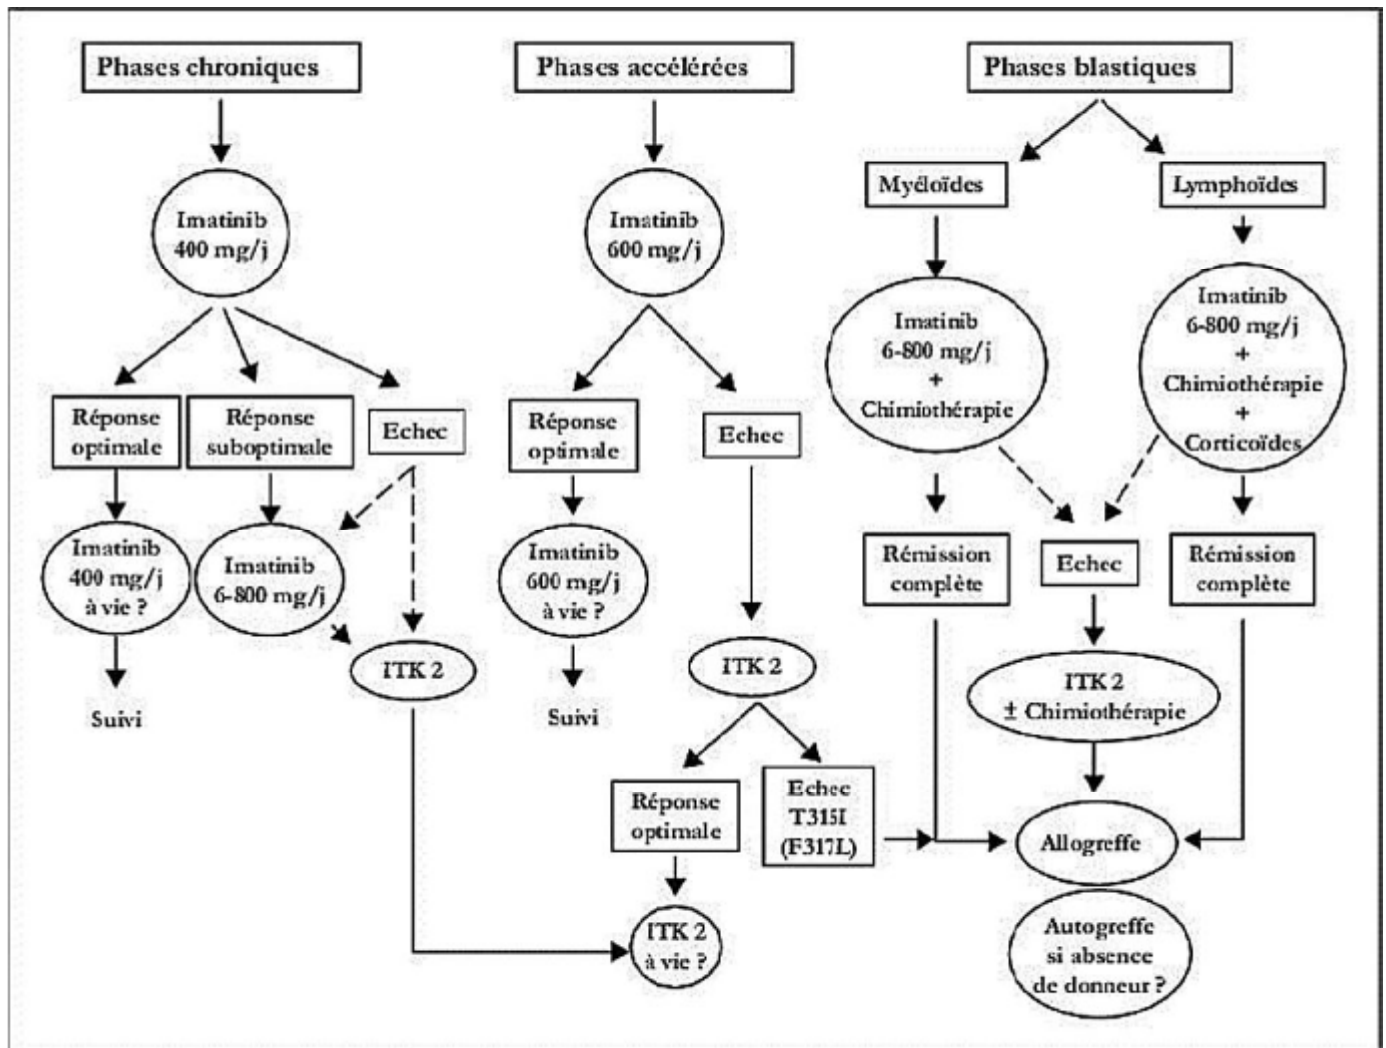 Phases chroniques
Imatinib
400 mg/j
Réponse
optimale
Réponse
suboptimale
Echec
Imatinib
400 mg/j
à vie ?
Imatinib
6-800 mg/j
Suivi
ITK 2
Phases accélérées
Imatinib
600 mg/j
Réponse
optimale
Echec
Imatinib
600 mg/j
à vie ?
Suivi
ITK 2
Réponse
optimale
Echec
T315I
(F317L)
ITK 2
à vie ?
Phases blastiques
Myéloïdes
Lymphoïdes
Imatinib
6-800 mg/j
+
Chimiothérapie
Imatinib
6-800 mg/j
+
Chimiothérapie
+
Corticoïdes
Rémission
complète
Echec
Rémission
complète
ITK 2
± Chimiothérapie
Allogreffe
Autogreffe
si absence
de donneur ?